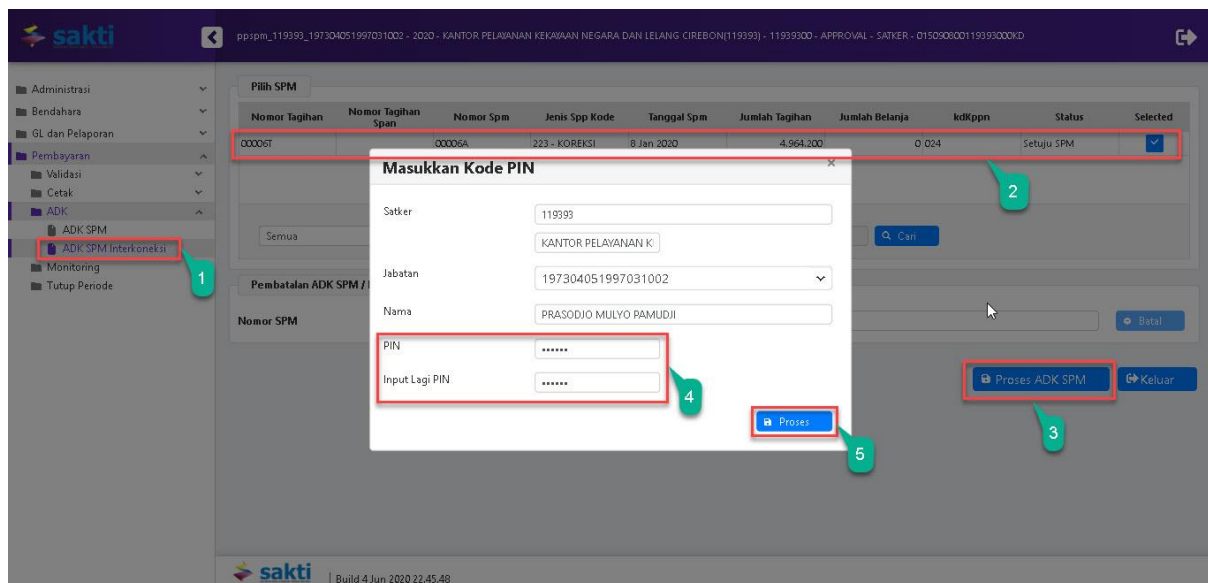 sakti
ppspm_119393_197304051997031002 - 2020 - KANTOR PELAYANAN KEKAYAAN NEGARA DAN LELANG CIREBON(119393) - 11939300 - APPROVAL - SATKER - 015090800119393000KD
Administrasi
Bendahara
GL dan Pelaporan
Pembayaran
Validasi
Cetak
ADK
ADK SPM
ADK SPM Interkoneksi
Monitoring
Tutup Periode
1
Pilih SPM
Nomor Tagihan Nomor Tagihan Span Nomor Spm Jenis Spp Kode Tanggal Spm Jumlah Tagihan Jumlah Belanja kdKppn Status Selected
00006T 00006A 223 - KOREKSI 8 Jan 2020 4.964.200 0 024 Setuju SPM
2
Semua
Cari
Pembatalan ADK SPM /
Nomor SPM
Batal
Proses ADK SPM
Keluar
3
Masukkan Kode PIN
×
Satker 119393
KANTOR PELAYANAN K
Jabatan 197304051997031002
Nama PRASODJO MULYO PAMUDJI
PIN ••••••
Input Lagi PIN ••••••
4
Proses
5
sakti | Build 4 Jun 2020 22.45.48